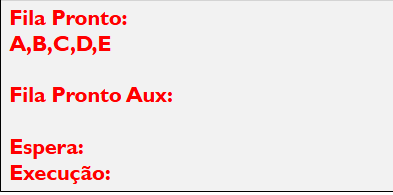 Fila Pronto:
A,B,C,D,E
Fila Pronto Aux:
Espera:
Execução: